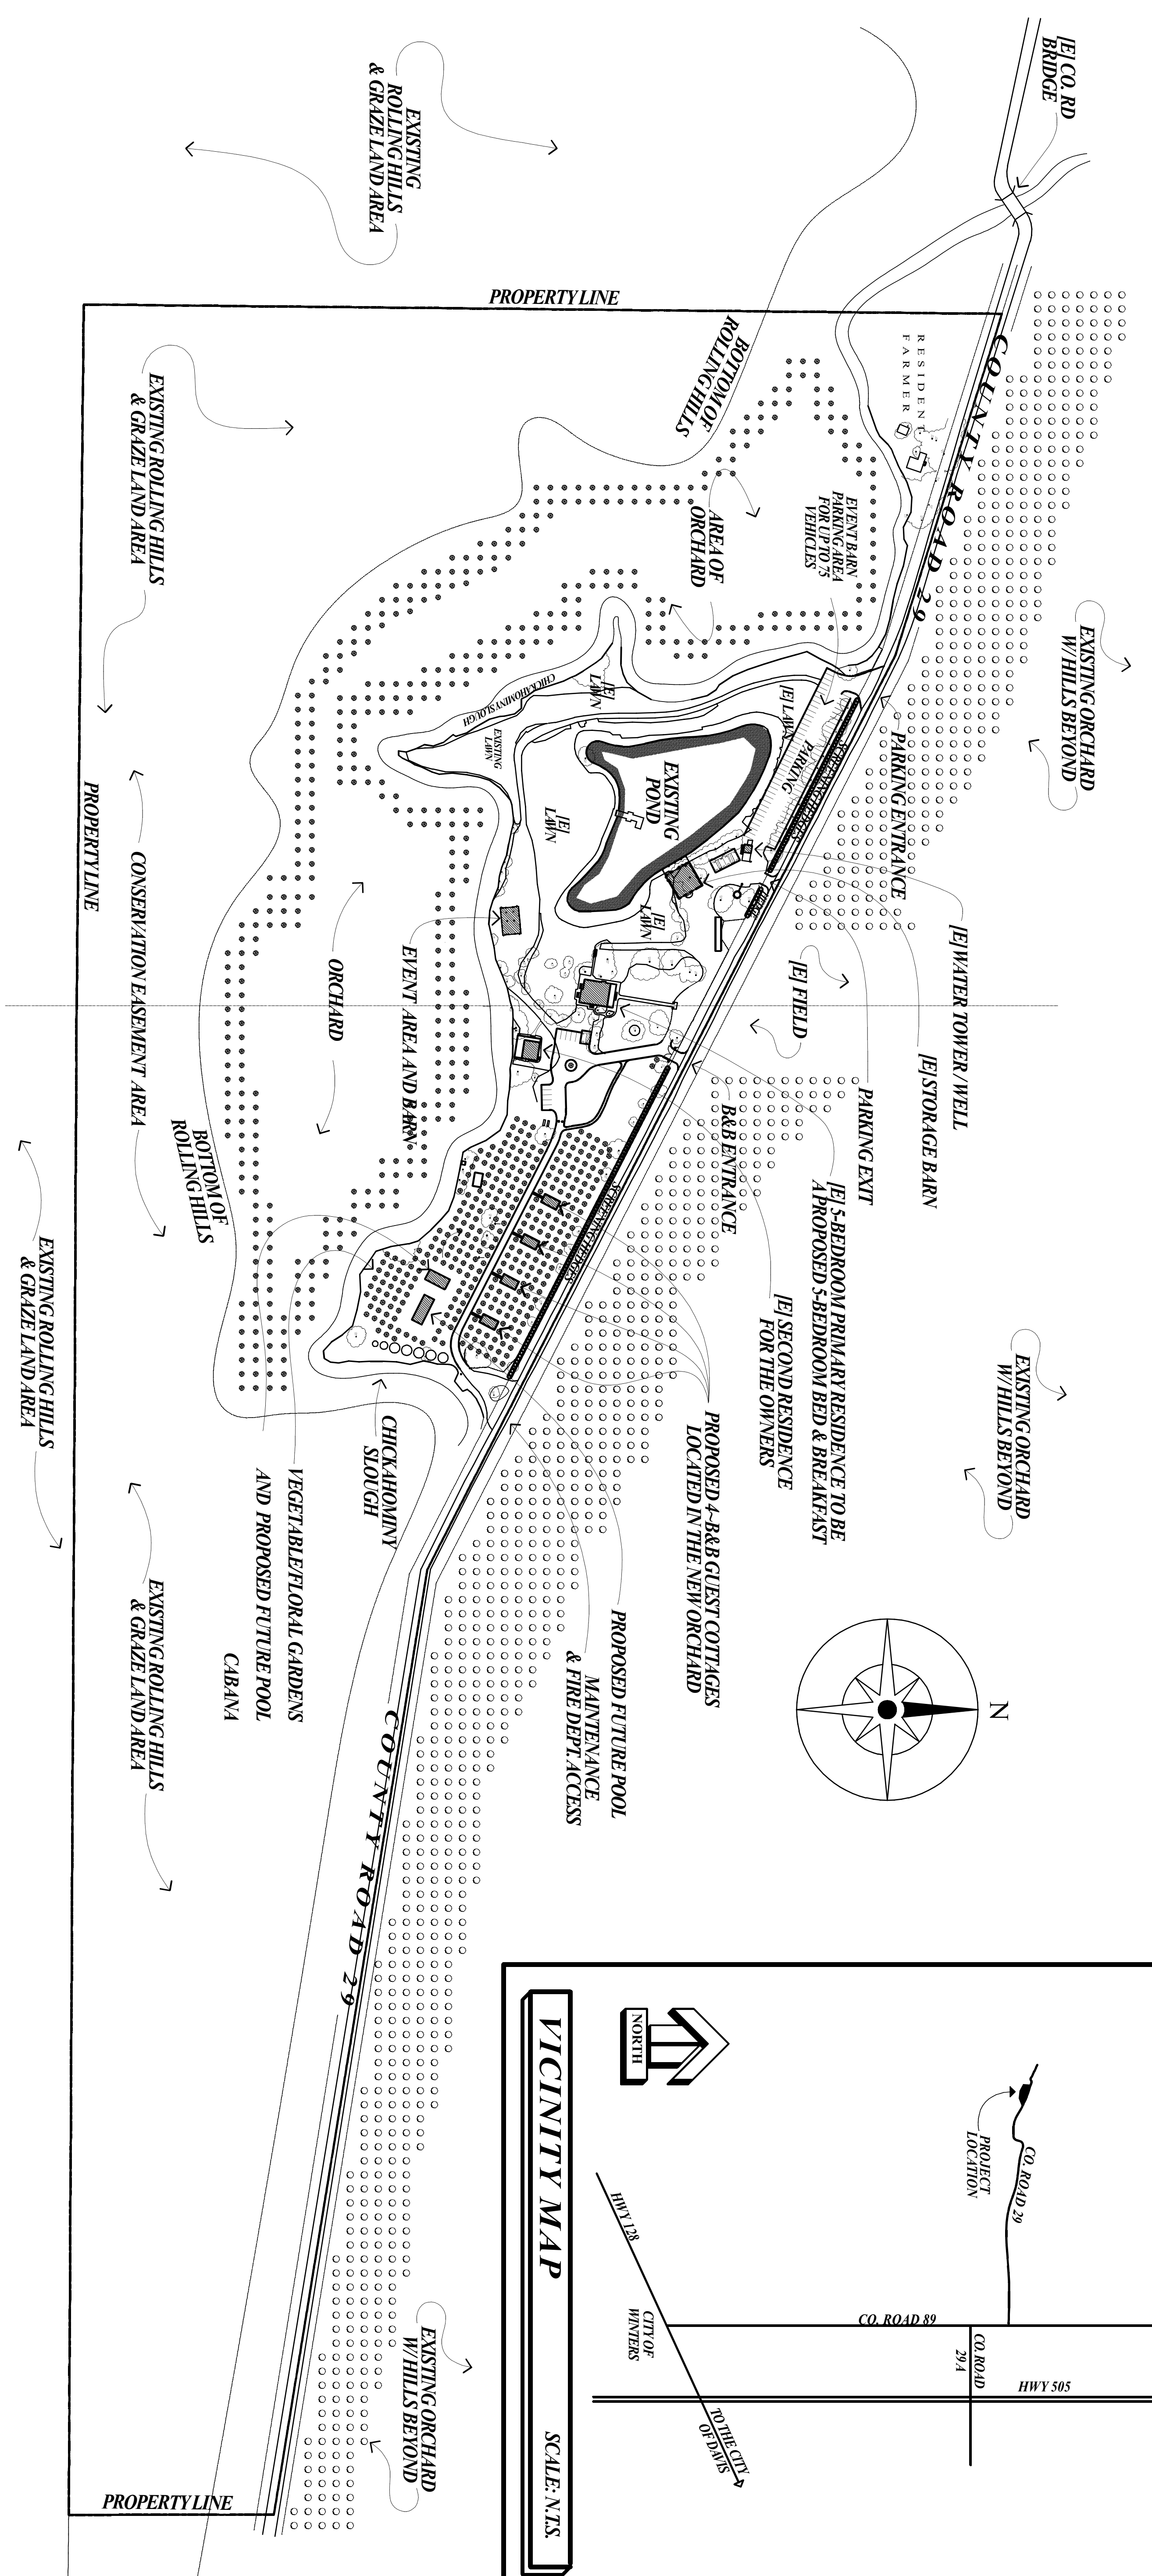 [E] CO. RD
BRIDGE
EXISTING
ROLLING HILLS
& GRAZE LAND AREA
PROPERTY LINE
BOTTOM OF
ROLLING HILLS
RESIDENT
FARMER
COUNTY ROAD 29
EXISTING ROLLING HILLS
& GRAZE LAND AREA
AREA OF
ORCHARD
EVENT BARN
PARKING AREA
FOR UP TO 75
VEHICLES
EXISTING ORCHARD
W/ HILLS BEYOND
[E]
LAWN
CHICKAHOMINY SLOUGH
EXISTING
LAWN
[E] LAWN
PARKING
SCREENING HEDGES
PARKING ENTRANCE
EXISTING
POND
[E]
LAWN
[E]
LAWN
HEDGE
PROPERTY LINE
CONSERVATION EASEMENT AREA
ORCHARD
EVENT AREA AND BARN
[E] FIELD
[E] WATER TOWER / WELL
[E] STORAGE BARN
PARKING EXIT
B&B ENTRANCE
[E] 5-BEDROOM PRIMARY RESIDENCE TO BE
A PROPOSED 5-BEDROOM BED & BREAKFAST
[E] SECOND RESIDENCE
FOR THE OWNERS
SCREENING HEDGES
BOTTOM OF
ROLLING HILLS
EXISTING ROLLING HILLS
& GRAZE LAND AREA
EXISTING ORCHARD
W/ HILLS BEYOND
PROPOSED 4~B&B GUEST COTTAGES
LOCATED IN THE NEW ORCHARD
PROPOSED FUTURE POOL
MAINTENANCE
& FIRE DEPT. ACCESS
CHICKAHOMINY
SLOUGH
VEGETABLE/FLORAL GARDENS
AND PROPOSED FUTURE POOL
CABANA
EXISTING ROLLING HILLS
& GRAZE LAND AREA
N
COUNTY ROAD 29
EXISTING ORCHARD
W/ HILLS BEYOND
PROPERTY LINE
NORTH
PROJECT
LOCATION
CO. ROAD 29
HWY 128
CITY OF
WINTERS
CO. ROAD 89
CO. ROAD
29A
HWY 505
TO THE CITY
OF DAVIS
VICINITY MAP
SCALE: N.T.S.